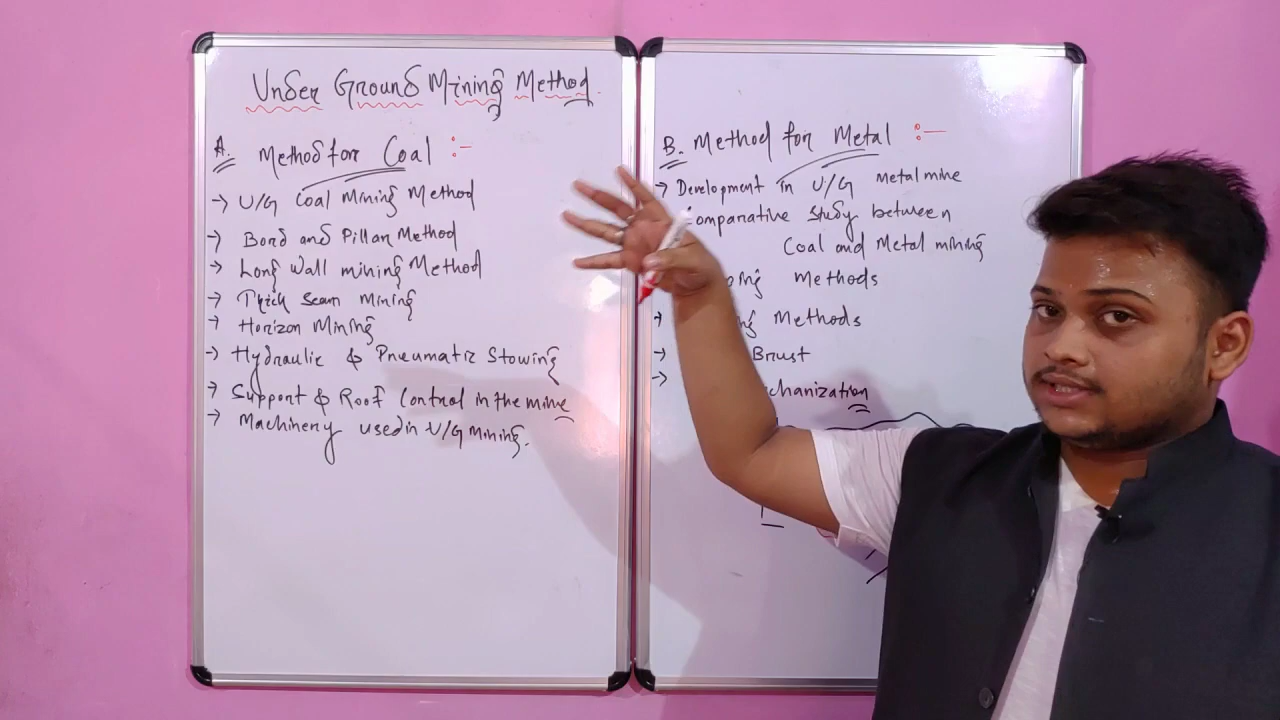 Under Ground Mining Method.
A. Method for Coal :-
→ U/G Coal Mining Method
→ Bord and Pillar Method
→ Long Wall mining Method
→ Thick seam Mining
→ Horizon Mining
→ Hydraulic & Pneumatic Stowing
→ Support & Roof Control in the mine
→ Machinery used in U/G Mining.
B. Method for Metal :-
→ Development in U/G Metal mine
Comparative study between
Coal and Metal mining
Methods
→ Methods
→ Brust
→